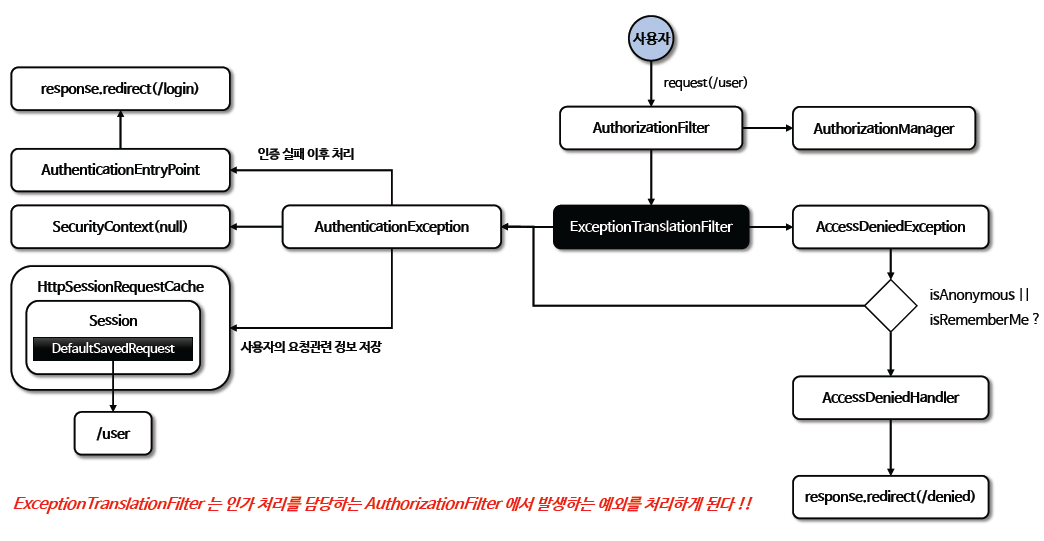 사용자
request(/user)
response.redirect(/login)
AuthorizationFilter
AuthorizationManager
인증 실패 이후 처리
AuthenticationEntryPoint
SecurityContext(null)
AuthenticationException
ExceptionTranslationFilter
AccessDeniedException
HttpSessionRequestCache
Session
DefaultSavedRequest
isAnonymous ||
isRememberMe ?
사용자의 요청관련 정보 저장
AccessDeniedHandler
/user
response.redirect(/denied)
ExceptionTranslationFilter 는 인가 처리를 담당하는 AuthorizationFilter 에서 발생하는 예외를 처리하게 된다 !!